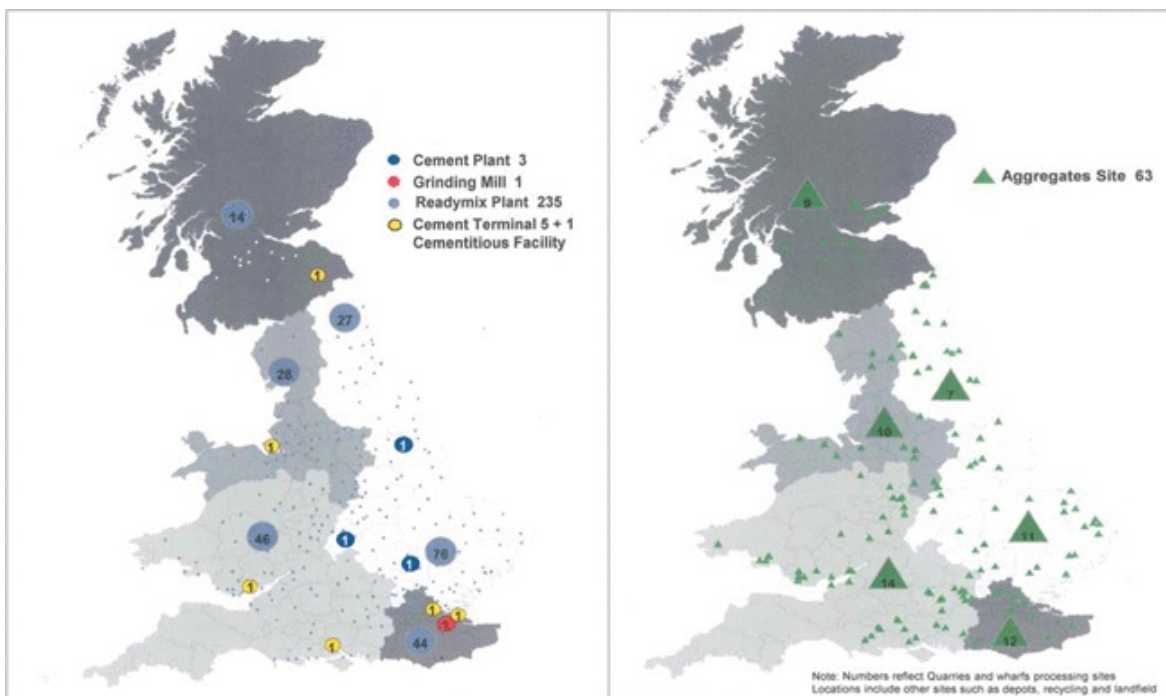 Cement Plant 3
Grinding Mill 1
Readymix Plant 235
Cement Terminal 5 + 1
Cementitious Facility
14
1
27
28
1
1
46
1
76
1
1
1
1
1
44
1
Aggregates Site 63
9
7
10
11
14
12
Note: Numbers reflect Quarries and wharfs processing sites
Locations include other sites such as depots, recycling and landfield